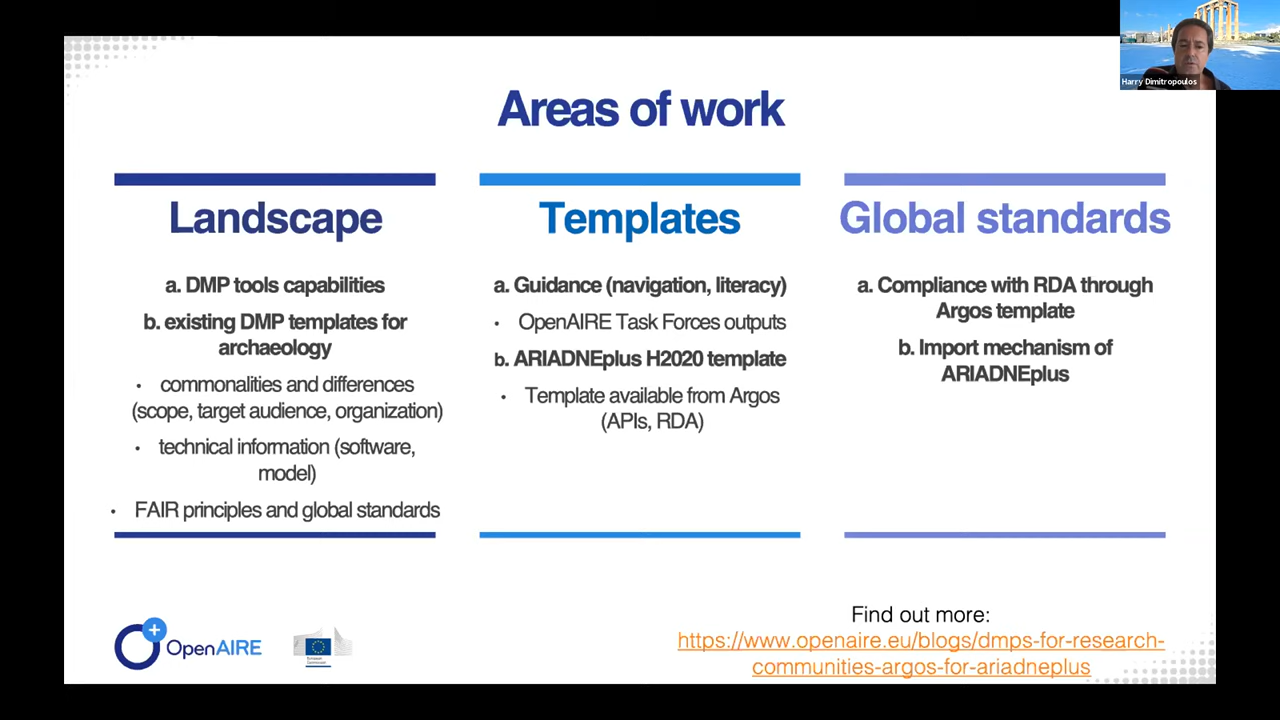 Harry Dimitropoulos
Areas of work
Landscape
a. DMP tools capabilities
b. existing DMP templates for
archaeology
• commonalities and differences
(scope, target audience, organization)
• technical information (software,
model)
• FAIR principles and global standards
Templates
a. Guidance (navigation, literacy)
• OpenAIRE Task Forces outputs
b. ARIADNEplus H2020 template
• Template available from Argos
(APIs, RDA)
Global standards
a. Compliance with RDA through
Argos template
b. Import mechanism of
ARIADNEplus
OpenAIRE
European
Commission
Find out more:
https://www.openaire.eu/blogs/dmps-for-research-
communities-argos-for-ariadneplus